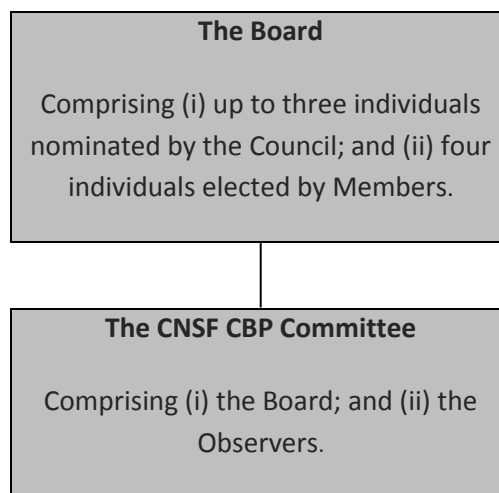 The Board
Comprising (i) up to three individuals
nominated by the Council; and (ii) four
individuals elected by Members.
The CNSF CBP Committee
Comprising (i) the Board; and (ii) the
Observers.